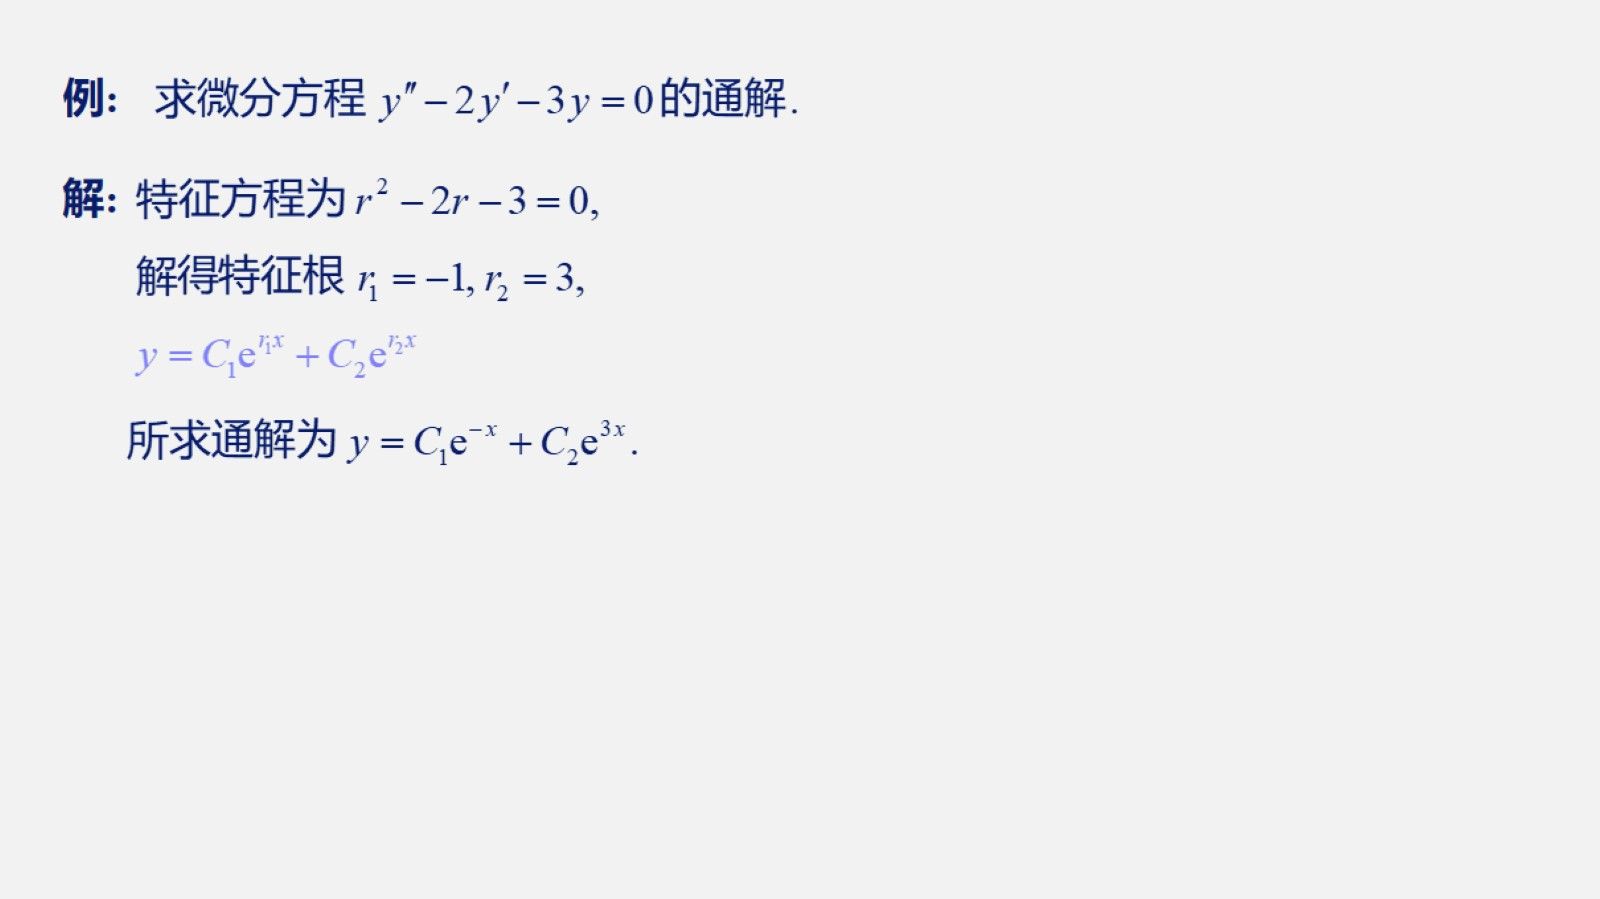 例: 求微分方程 y″ − 2y′ − 3y = 0 的通解.
解: 特征方程为 r² − 2r − 3 = 0,
解得特征根 r₁ = −1, r₂ = 3,
y = C₁e^{r₁x} + C₂e^{r₂x}
所求通解为 y = C₁e^{−x} + C₂e^{3x}.